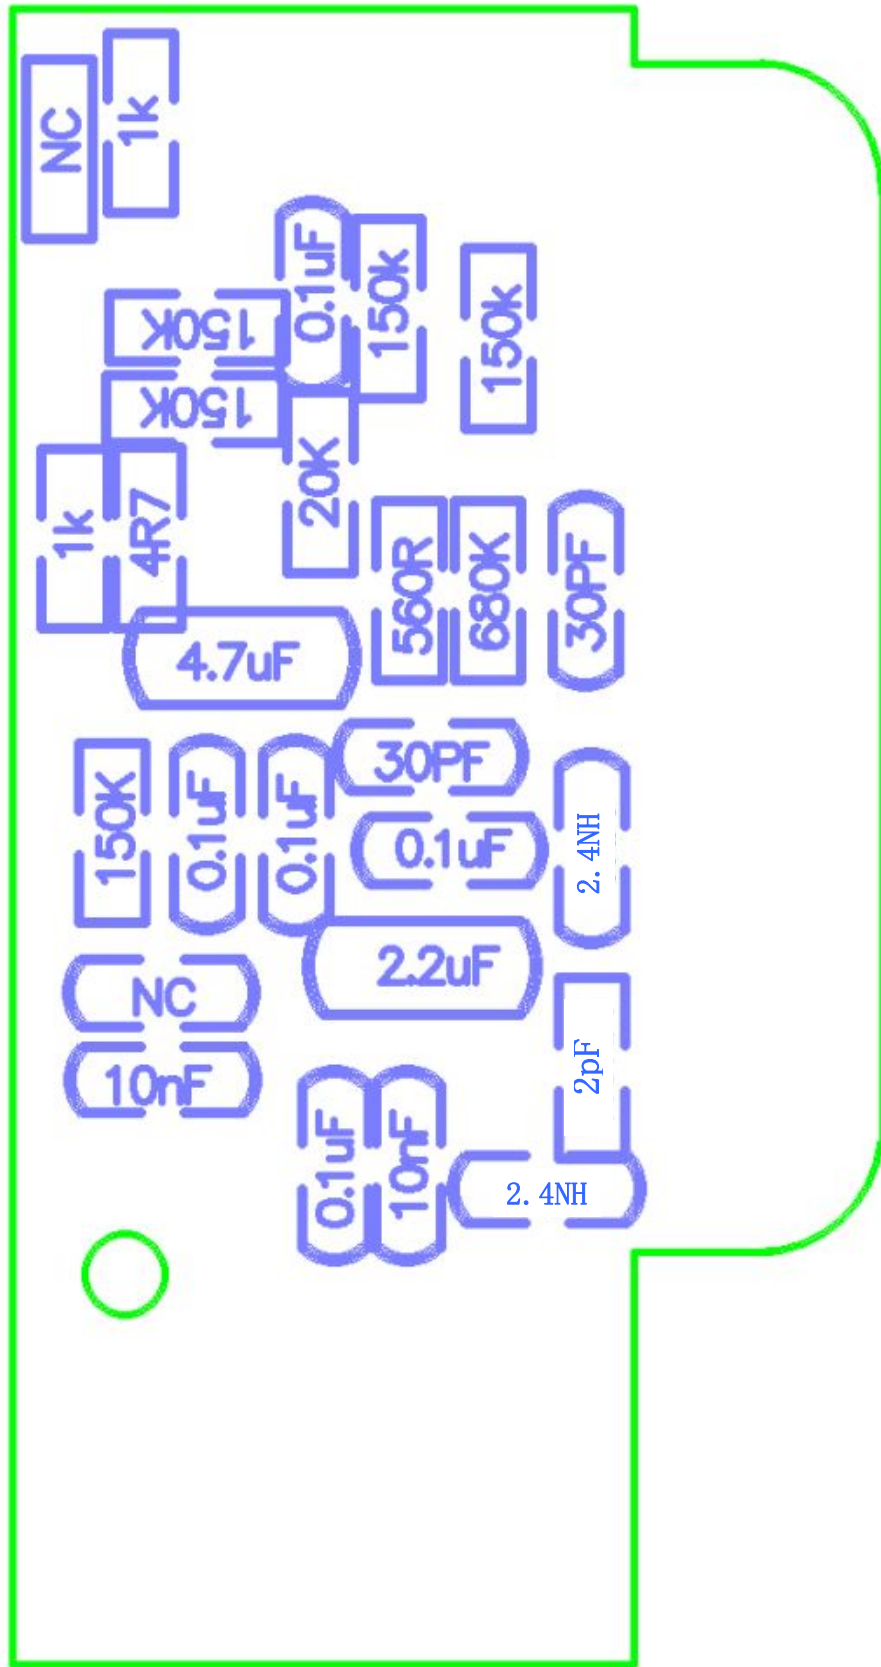 NC
1k
0.1uF
150k
150k
150K
150K
20K
1k
4R7
560R
680K
30PF
4.7uF
30PF
150K
0.1uF
0.1uF
0.1uF
2.4NH
2.2uF
NC
2pF
10nF
0.1uF
10nF
2.4NH